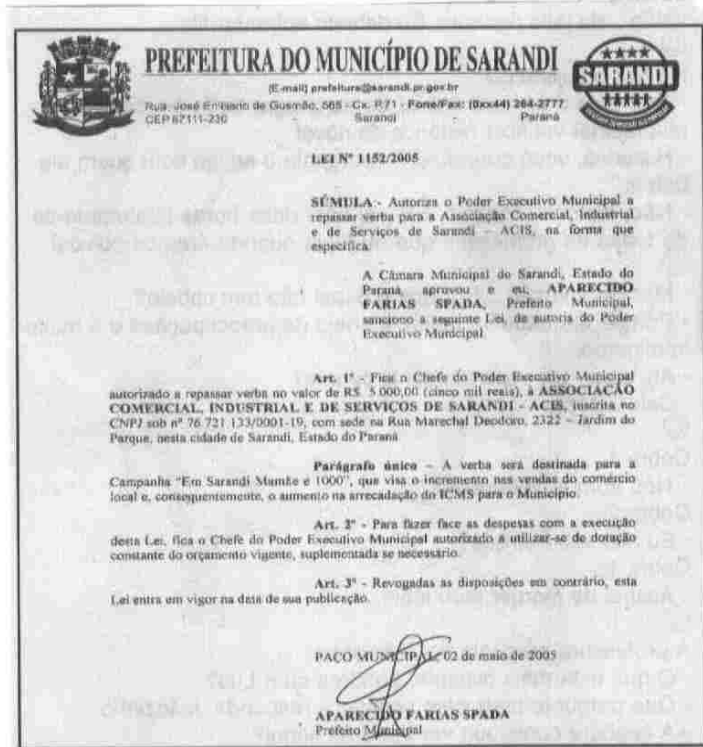 PREFEITURA DO MUNICÍPIO DE SARANDI
(E-mail) prefeitura@sarandi.pr.gov.br
Rua José Emiliano de Gusmão, 565 - Cx. P.71 - Fone/Fax: (0xx44) 264-2777
CEP 87111-230 - Sarandi - Paraná
SARANDI
LEI Nº 1152/2005
SÚMULA - Autoriza o Poder Executivo Municipal a
repassar verba para a Associação Comercial, Industrial
e de Serviços de Sarandi – ACIS, na forma que
especifica.
A Câmara Municipal de Sarandi, Estado do
Paraná, aprovou e eu, APARECIDO
FARIAS SPADA, Prefeito Municipal,
sanciono a seguinte Lei, de autoria do Poder
Executivo Municipal
Art. 1º - Fica o Chefe do Poder Executivo Municipal
autorizado a repassar verba no valor de R$ 5.000,00 (cinco mil reais), à ASSOCIAÇÃO
COMERCIAL, INDUSTRIAL E DE SERVIÇOS DE SARANDI - ACIS, inscrita no
CNPJ sob nº 76.721.133/0001-19, com sede na Rua Marechal Deodoro, 2322 – Jardim do
Parque, nesta cidade de Sarandi, Estado do Paraná
Parágrafo único – A verba será destinada para a
Campanha "Em Sarandi Mamãe é 1000", que visa o incremento nas vendas do comércio
local e, consequentemente, o aumento na arrecadação do ICMS para o Município.
Art. 2º - Para fazer face as despesas com a execução
desta Lei, fica o Chefe do Poder Executivo Municipal autorizado a utilizar-se de dotação
constante do orçamento vigente, suplementada se necessário.
Art. 3º - Revogadas as disposições em contrário, esta
Lei entra em vigor na data de sua publicação.
PAÇO MUNICIPAL, 02 de maio de 2005
APARECIDO FARIAS SPADA
Prefeito Municipal